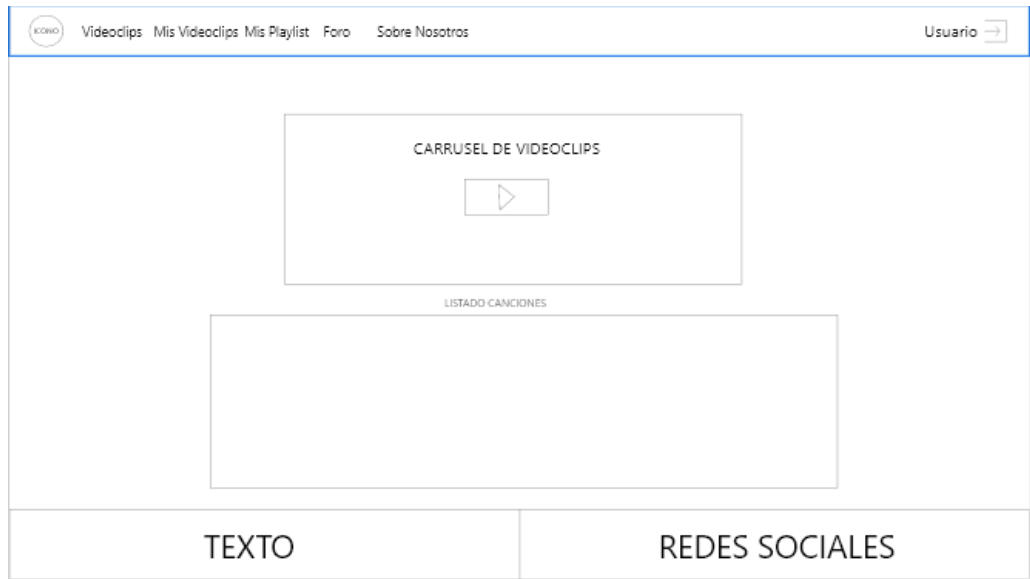 ICONO Videoclips Mis Videoclips Mis Playlist Foro Sobre Nosotros Usuario
CARRUSEL DE VIDEOCLIPS
LISTADO CANCIONES
TEXTO REDES SOCIALES